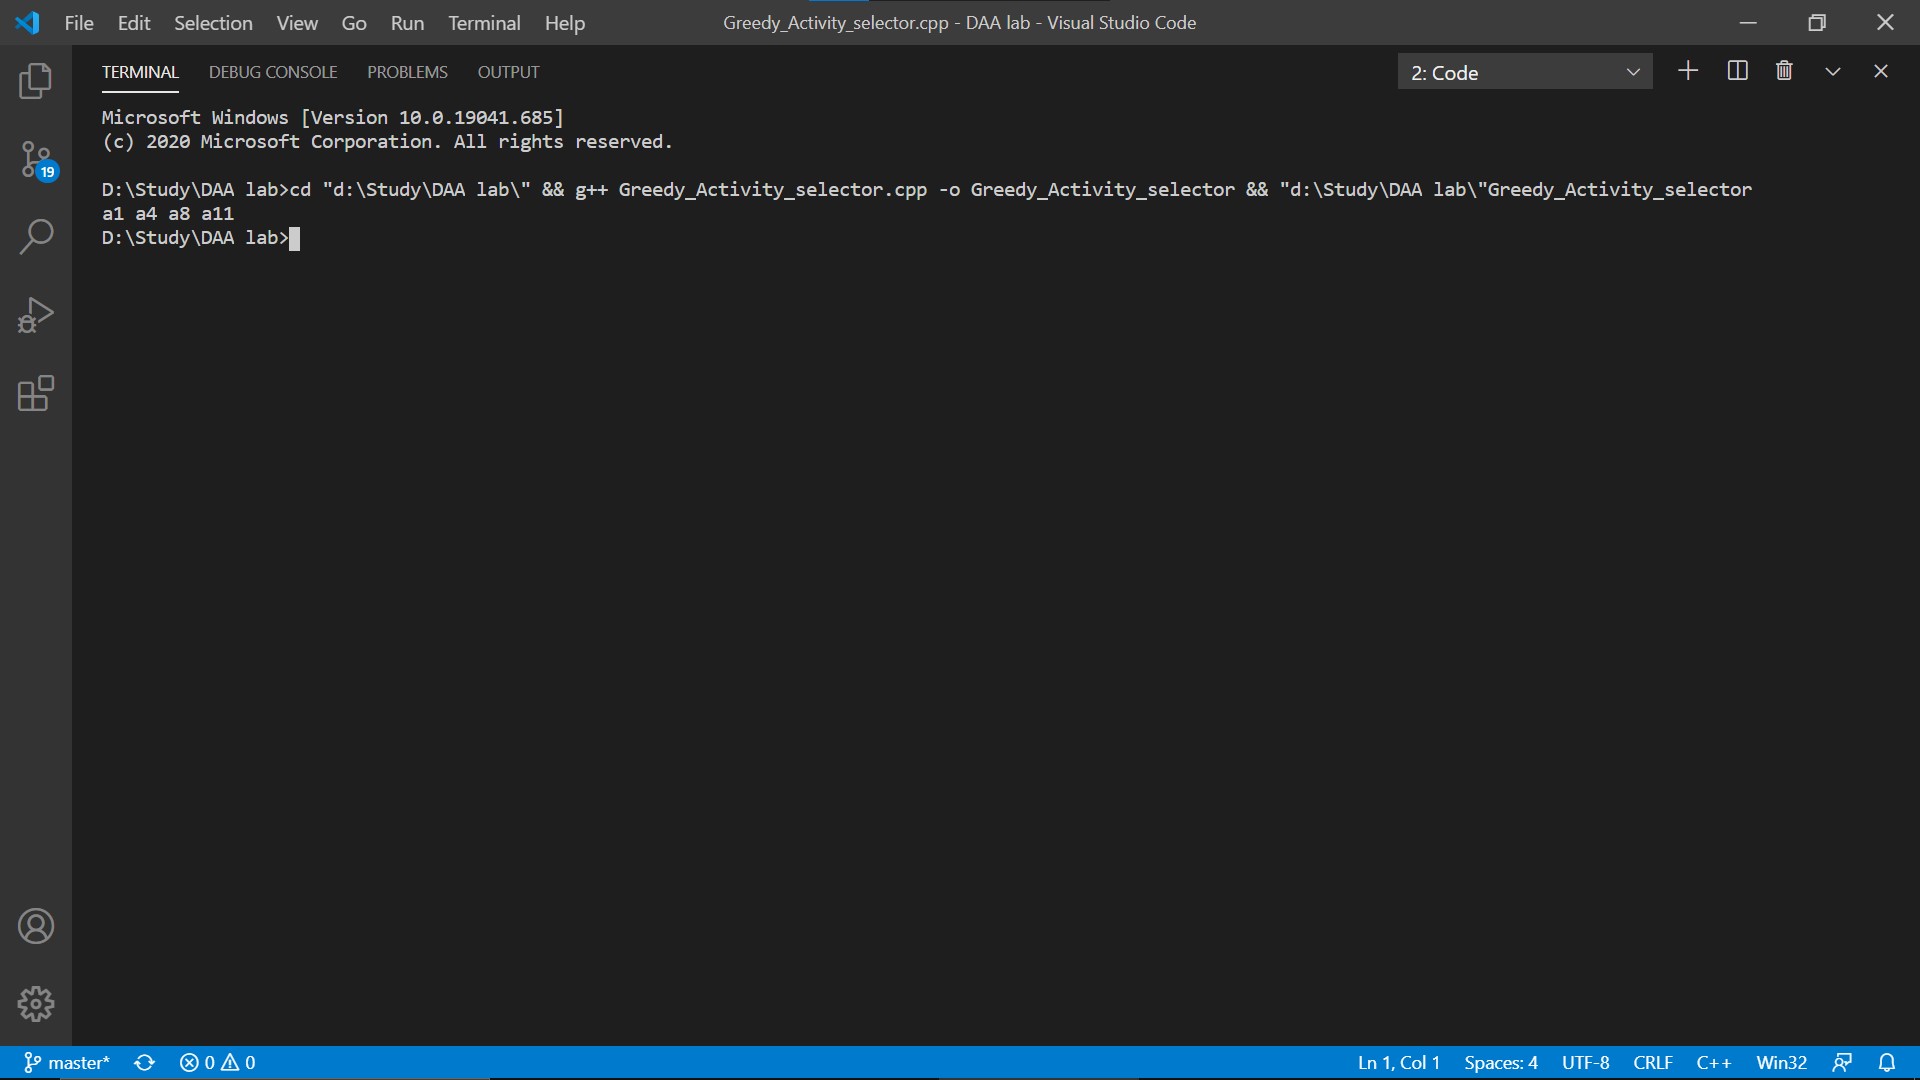 File Edit Selection View Go Run Terminal Help Greedy_Activity_selector.cpp - DAA lab - Visual Studio Code
TERMINAL DEBUG CONSOLE PROBLEMS OUTPUT 2: Code
Microsoft Windows [Version 10.0.19041.685]
(c) 2020 Microsoft Corporation. All rights reserved.
19
D:\Study\DAA lab>cd "d:\Study\DAA lab\" && g++ Greedy_Activity_selector.cpp -o Greedy_Activity_selector && "d:\Study\DAA lab\"Greedy_Activity_selector
a1 a4 a8 a11
D:\Study\DAA lab>
master* 0 0 Ln 1, Col 1 Spaces: 4 UTF-8 CRLF C++ Win32